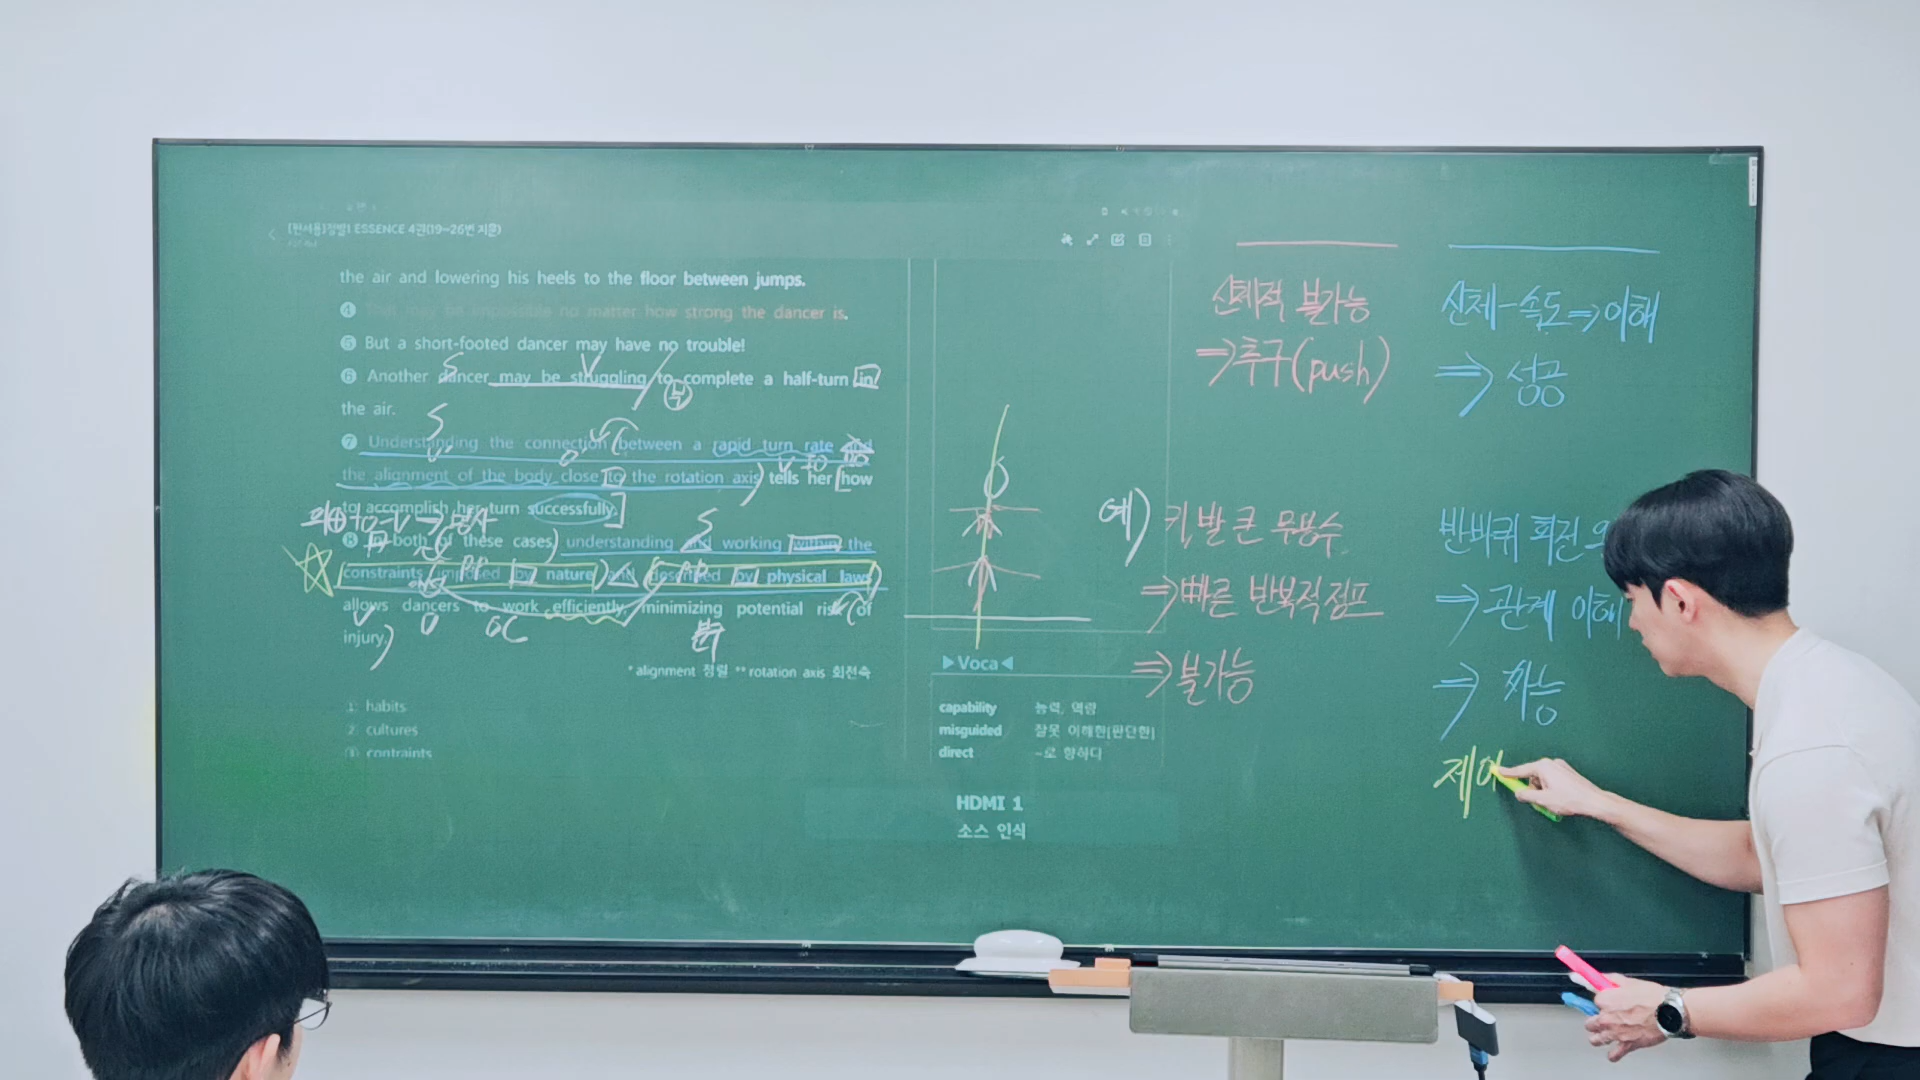 [현서용]정발1 ESSENCE 4관(19~26번 지문)
the air and lowering his heels to the floor between jumps.
④ This may be impossible no matter how strong the dancer is.
⑤ But a short-footed dancer may have no trouble!
S V
⑥ Another dancer may be struggling to complete a half-turn in
부
the air.
S
⑦ Understanding the connection between a rapid turn rate and
the alignment of the body close to the rotation axis) tells her [how
to accomplish her turn successfully.]
S
⑧ In both of these cases) understanding and working within the
constraints imposed by nature) and described by physical laws)
allows dancers to work efficiently, minimizing potential risk of
V O OC
injury.)
* alignment 정렬 ** rotation axis 회전축
1: habits
2: cultures
③ contraints
▶Voca◀
capability 능력, 역량
misguided 잘못 이해한[판단한]
direct ~로 향하다
HDMI 1
소스 인식
신체적 불가능
⇒추구(push)
예) 키, 발 큰 무용수
⇒빠른 반복적 점프
⇒불가능
신체-속도⇒이해
⇒ 성공
반바퀴 회전
⇒관계 이해
⇒ 가능
제어